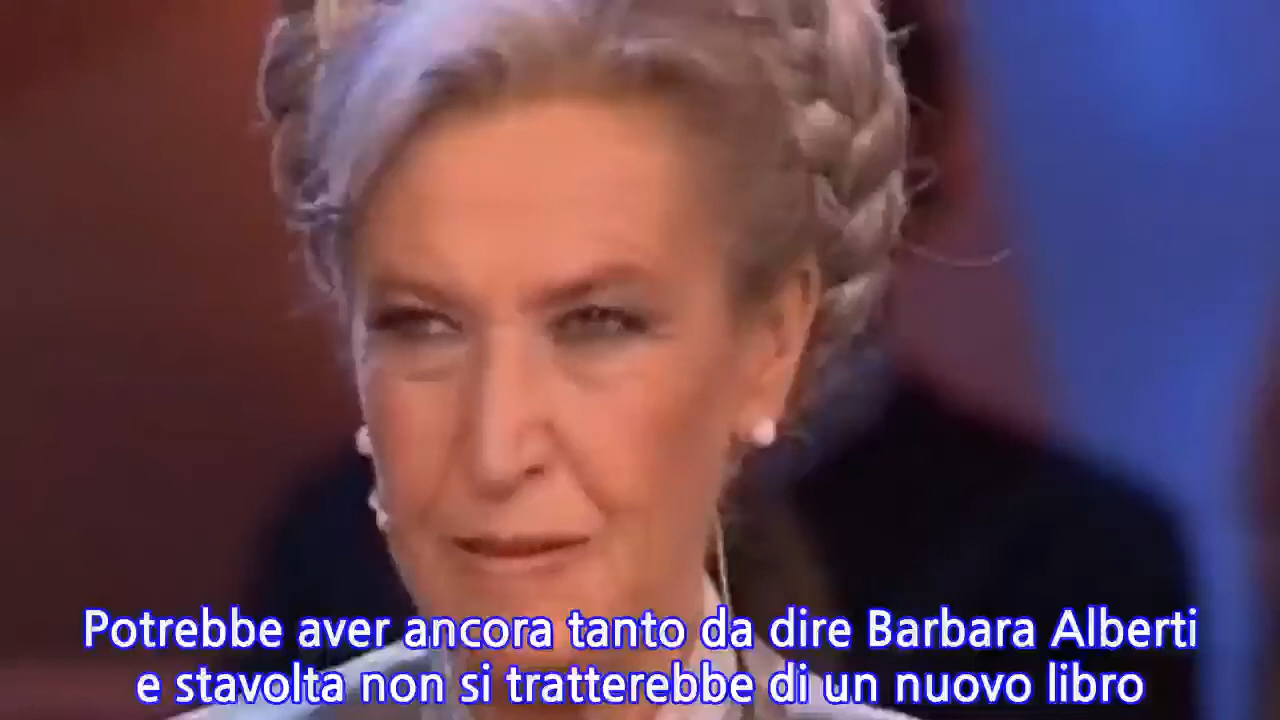 Potrebbe aver ancora tanto da dire Barbara Alberti
e stavolta non si tratterebbe di un nuovo libro